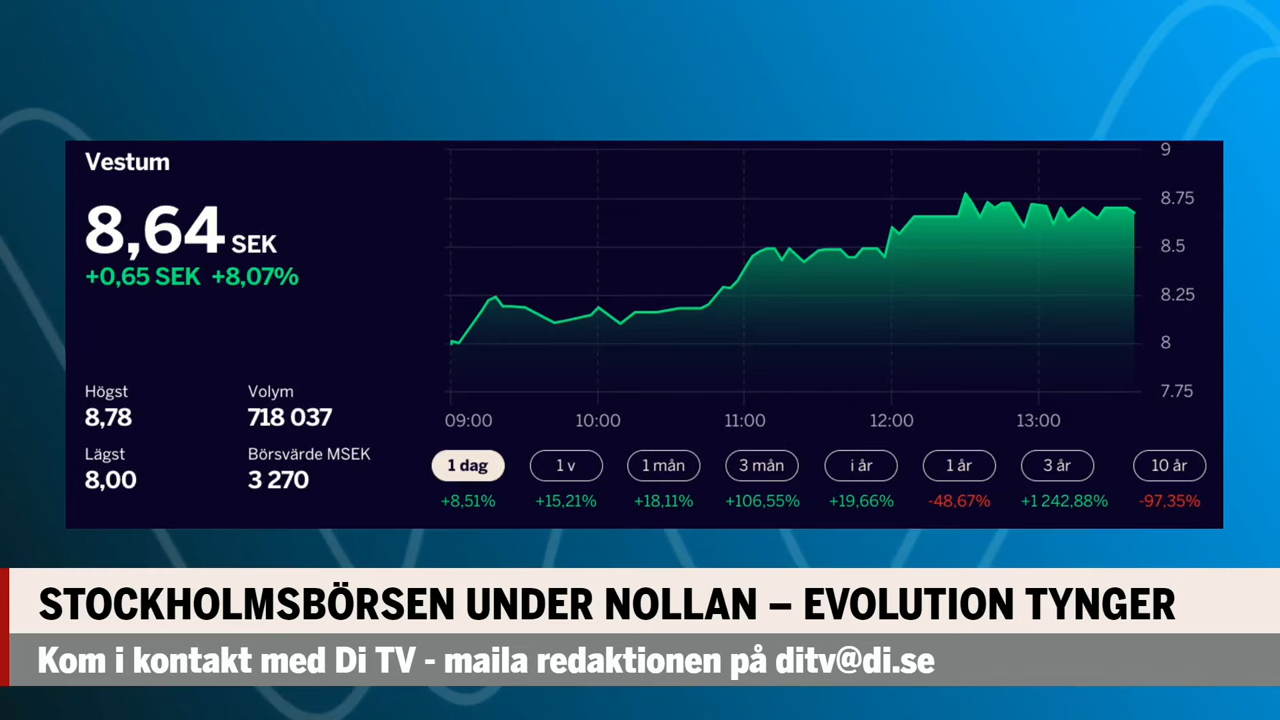 Vestum
8,64 SEK
+0,65 SEK +8,07%
Högst
8,78
Volym
718 037
Lägst
8,00
Börsvärde MSEK
3 270
9
8.75
8.5
8.25
8
7.75
09:00 10:00 11:00 12:00 13:00
1 dag 1 v 1 mån 3 mån i år 1 år 3 år 10 år
+8,51% +15,21% +18,11% +106,55% +19,66% -48,67% +1 242,88% -97,35%
STOCKHOLMSBÖRSEN UNDER NOLLAN – EVOLUTION TYNGER
Kom i kontakt med Di TV - maila redaktionen på ditv@di.se